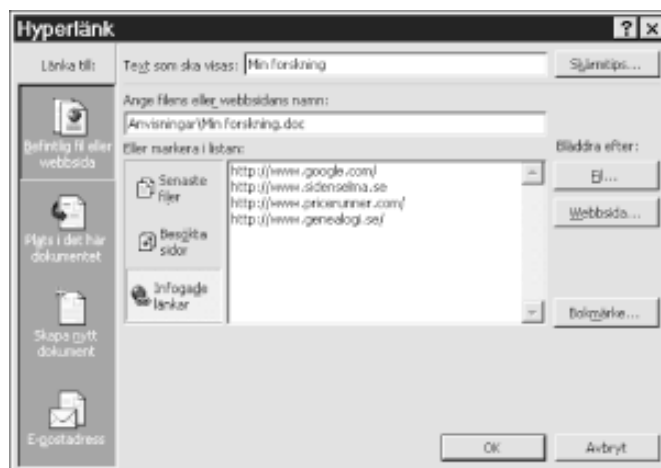 Hyperlänk
Länka till:
Text som ska visas: Min forskning
Skärmtips...
Befintlig fil eller
webbsida
Plats i det här
dokumentet
Skapa nytt
dokument
E-postadress
Ange filens eller webbsidans namn:
Anvisningar\Min forskning.doc
Eller markera i listan:
Senaste
filer
Besökta
sidor
Infogade
länkar
http://www.google.com/
http://www.sidenselma.se
http://www.pricerunner.com/
http://www.genealogi.se/
Bläddra efter:
Fil...
Webbsida...
Bokmärke...
OK
Avbryt